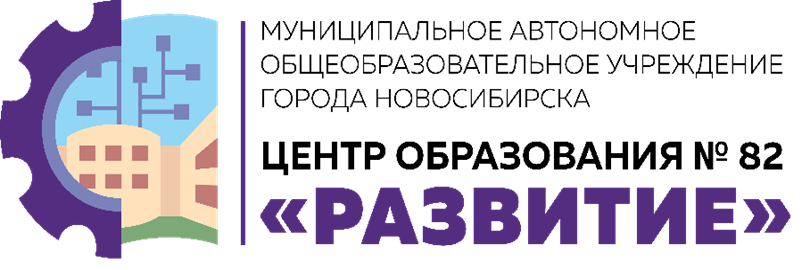 МУНИЦИПАЛЬНОЕ АВТОНОМНОЕ
ОБЩЕОБРАЗОВАТЕЛЬНОЕ УЧРЕЖДЕНИЕ
ГОРОДА НОВОСИБИРСКА
ЦЕНТР ОБРАЗОВАНИЯ № 82
«РАЗВИТИЕ»